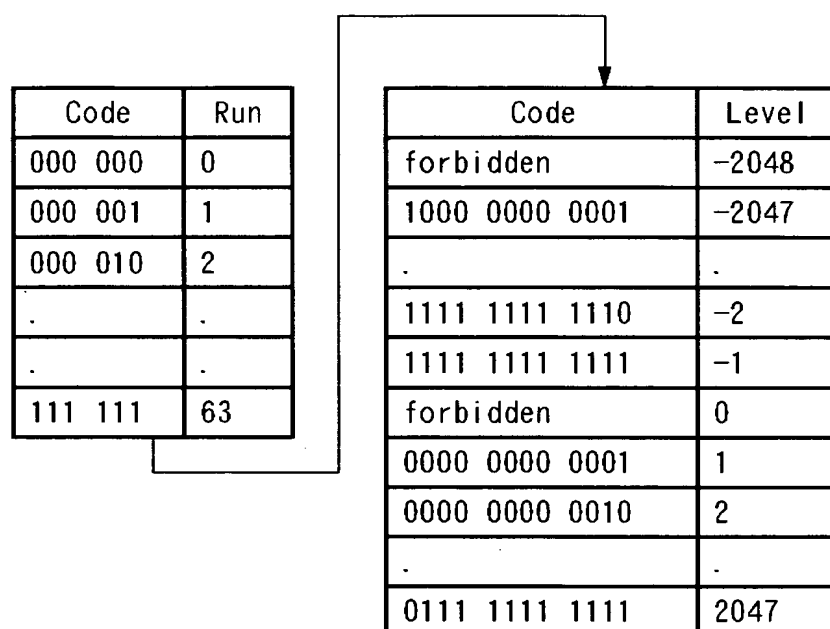 Code Run
000 000 0
000 001 1
000 010 2
. .
. .
111 111 63
Code Level
forbidden −2048
1000 0000 0001 −2047
. .
1111 1111 1110 −2
1111 1111 1111 −1
forbidden 0
0000 0000 0001 1
0000 0000 0010 2
. .
0111 1111 1111 2047